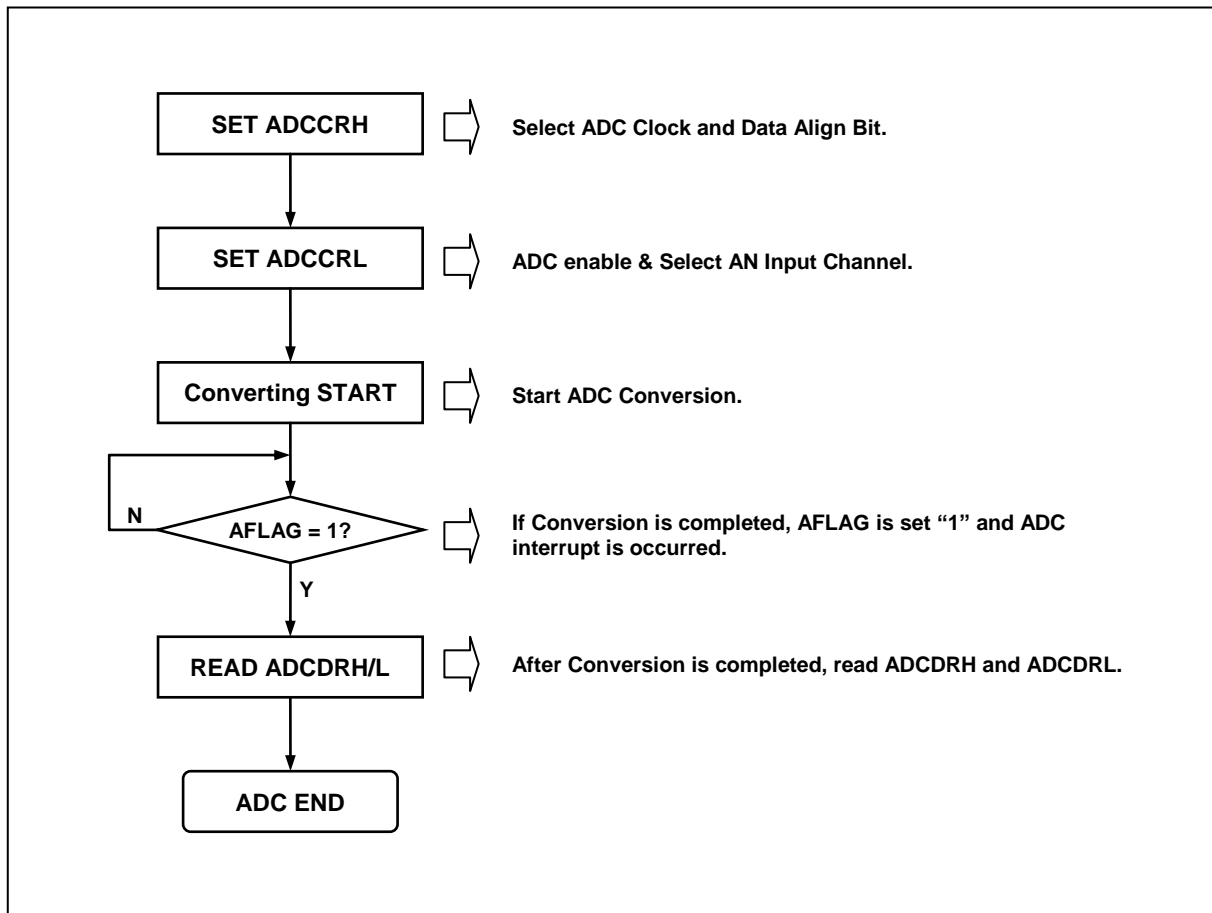 SET ADCCRH
Select ADC Clock and Data Align Bit.
SET ADCCRL
ADC enable & Select AN Input Channel.
Converting START
Start ADC Conversion.
N
AFLAG = 1?
If Conversion is completed, AFLAG is set “1” and ADC
interrupt is occurred.
Y
READ ADCDRH/L
After Conversion is completed, read ADCDRH and ADCDRL.
ADC END